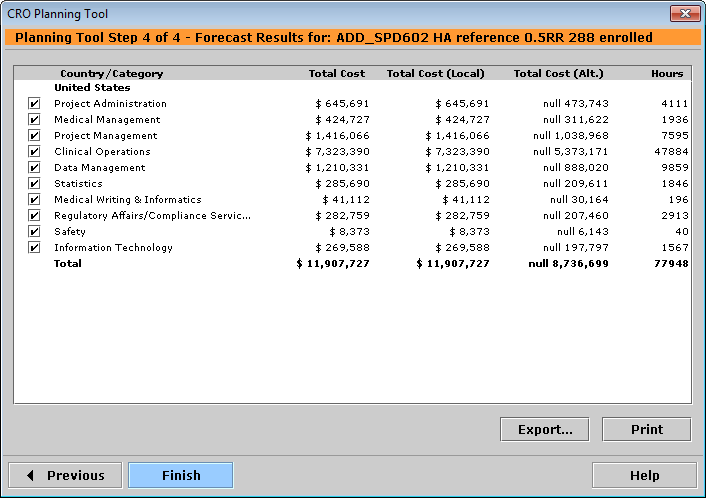 CRO Planning Tool
Planning Tool Step 4 of 4 - Forecast Results for: ADD_SPD602 HA reference 0.5RR 288 enrolled
Country/Category Total Cost Total Cost (Local) Total Cost (Alt.) Hours
United States
Project Administration $ 645,691 $ 645,691 null 473,743 4111
Medical Management $ 424,727 $ 424,727 null 311,622 1936
Project Management $ 1,416,066 $ 1,416,066 null 1,038,968 7595
Clinical Operations $ 7,323,390 $ 7,323,390 null 5,373,171 47884
Data Management $ 1,210,331 $ 1,210,331 null 888,020 9859
Statistics $ 285,690 $ 285,690 null 209,611 1846
Medical Writing & Informatics $ 41,112 $ 41,112 null 30,164 196
Regulatory Affairs/Compliance Servic... $ 282,759 $ 282,759 null 207,460 2913
Safety $ 8,373 $ 8,373 null 6,143 40
Information Technology $ 269,588 $ 269,588 null 197,797 1567
Total $ 11,907,727 $ 11,907,727 null 8,736,699 77948
Export... Print
Previous Finish Help